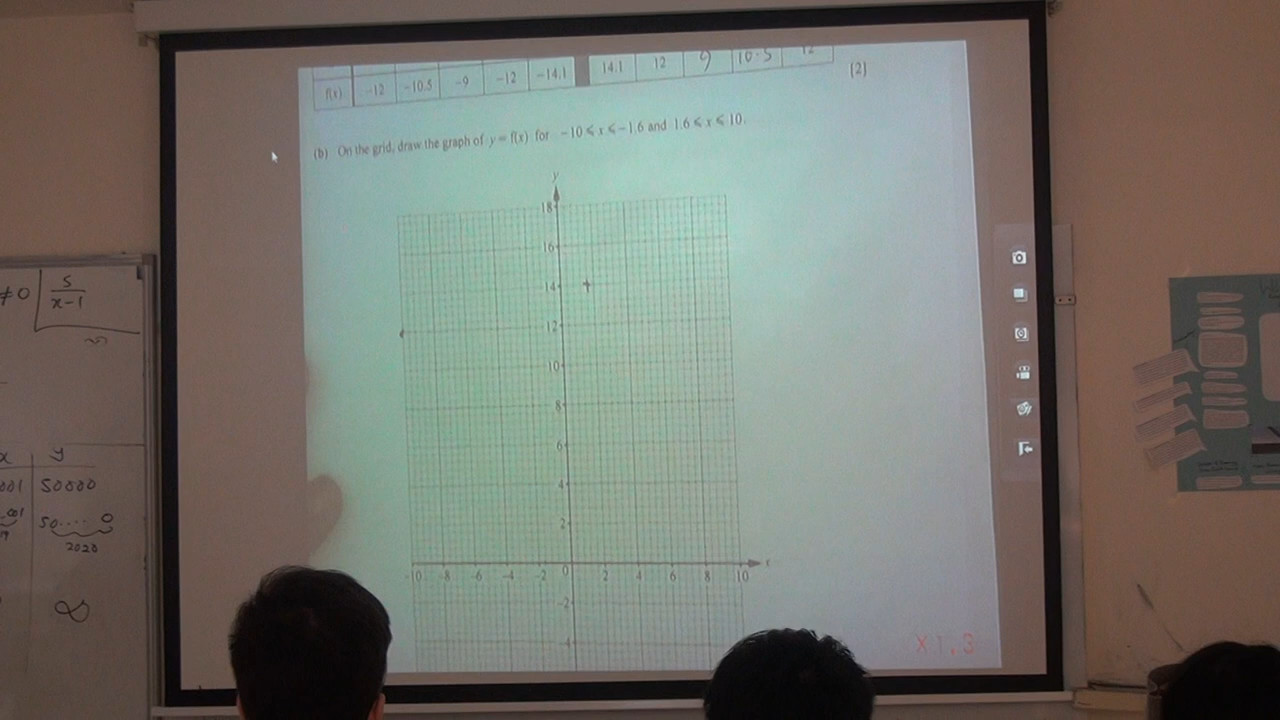 f(x) -12 -10.5 -9 -12 -14.1 14.1 12 9 10.5 12
[2]
(b) On the grid, draw the graph of y = f(x) for -10 ⩽ x ⩽ -1.6 and 1.6 ⩽ x ⩽ 10.
y
18
16
14
12
10
8
6
4
2
-10 -8 -6 -4 -2 0 2 4 6 8 10 x
-2
-4
×1.3
≠0 5
x-1
x y
001 50000
.001 50.... 0
2020
∞